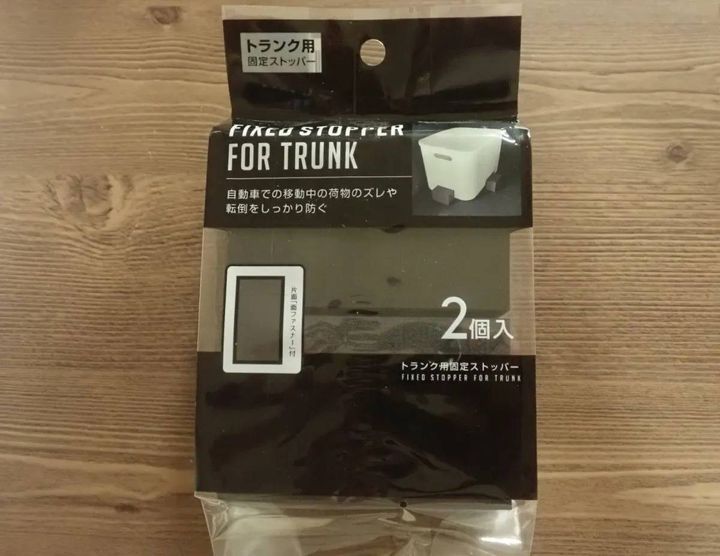 トランク用
固定ストッパー
FIXED STOPPER
FOR TRUNK
自動車での移動中の荷物のズレや
転倒をしっかり防ぐ
片面「面ファスナー」付
2個入
トランク用固定ストッパー
FIXED STOPPER FOR TRUNK